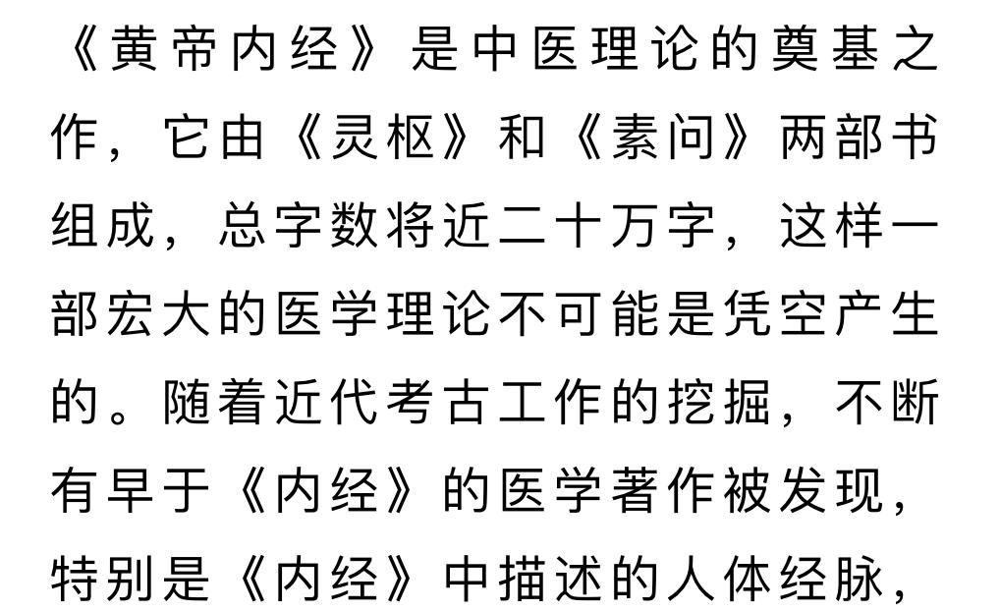 《黄帝内经》是中医理论的奠基之
作，它由《灵枢》和《素问》两部书
组成，总字数将近二十万字，这样一
部宏大的医学理论不可能是凭空产生
的。随着近代考古工作的挖掘，不断
有早于《内经》的医学著作被发现，
特别是《内经》中描述的人体经脉，